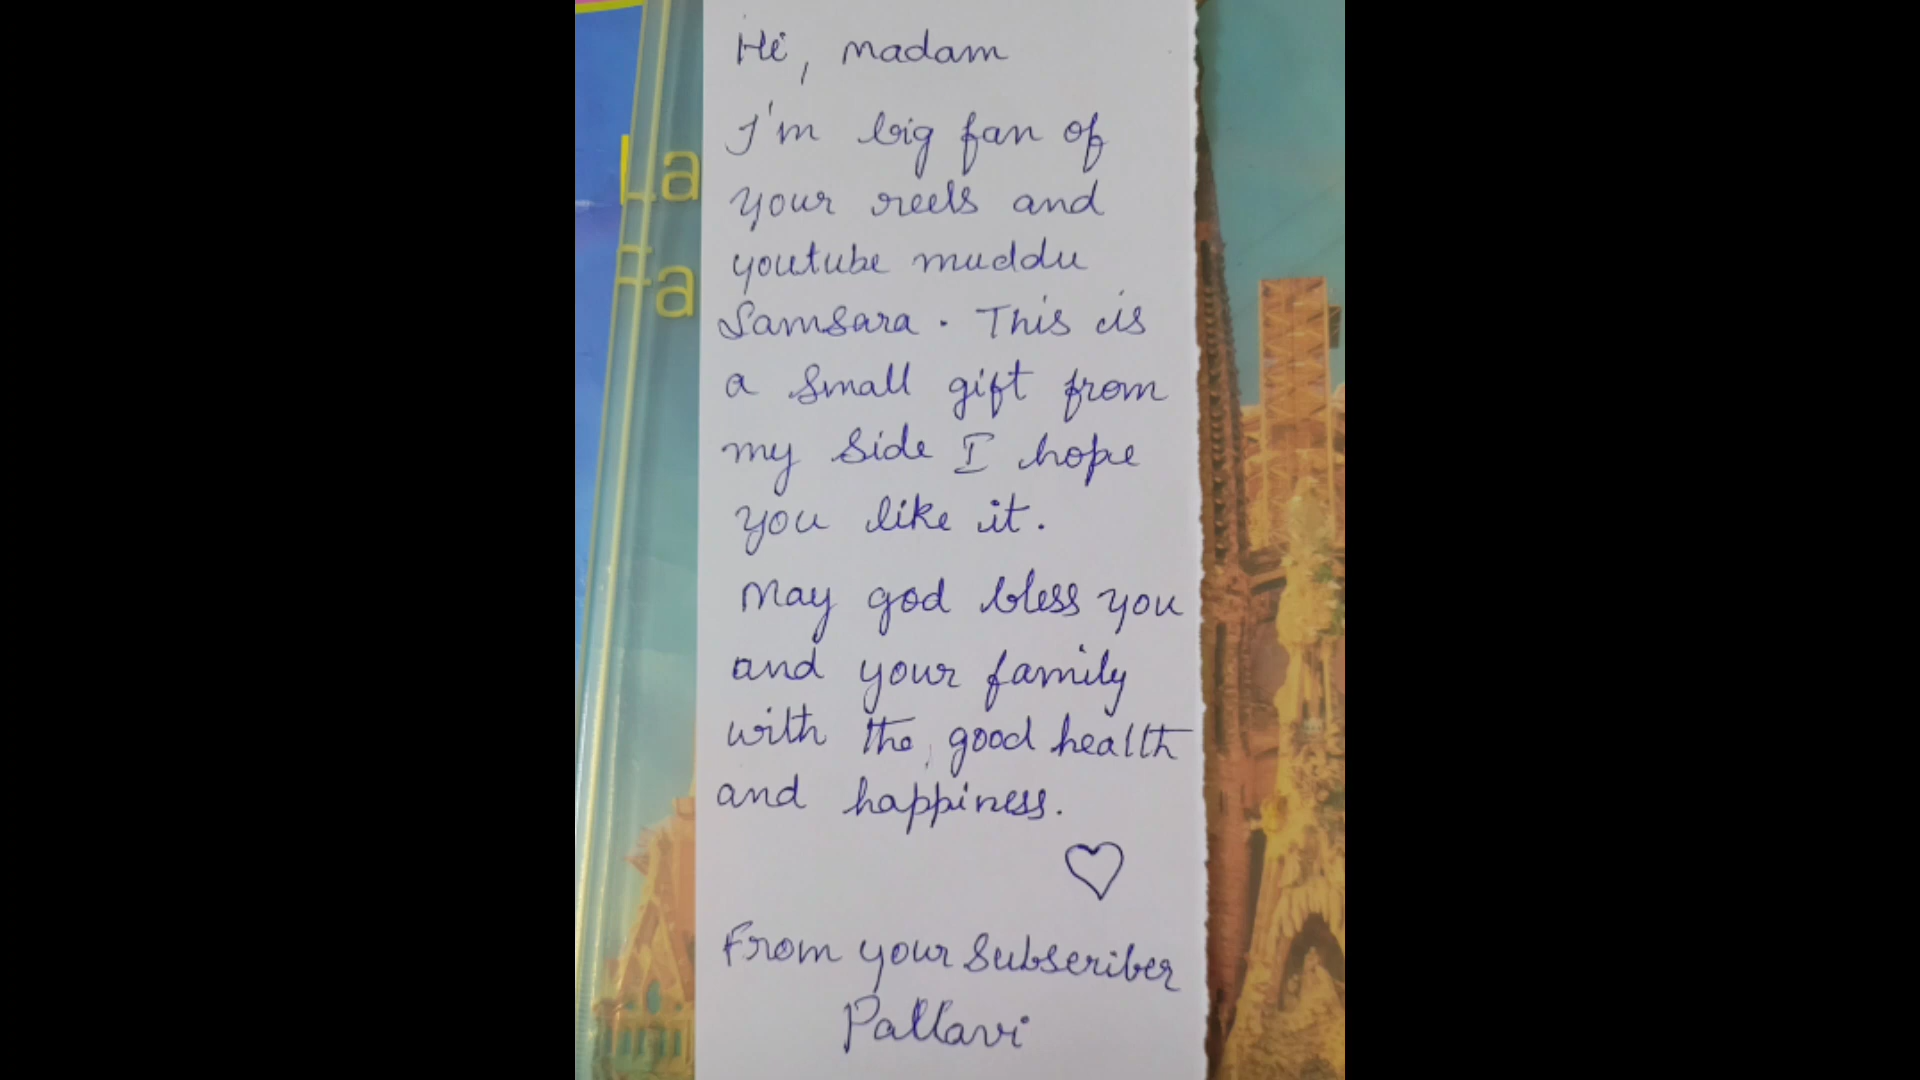 Hi, madam
I'm big fan of
your reels and
youtube muddu
Samsara. This is
a small gift from
my side I hope
you like it.
May god bless you
and your family
with the good health
and happiness.
♡
From your Subscriber
Pallavi
La
Fa